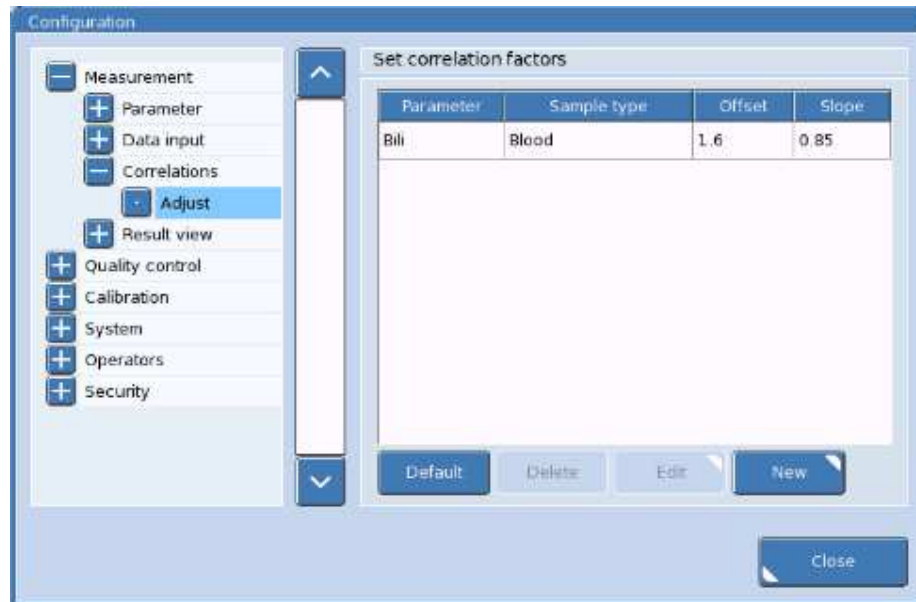 Configuration
Measurement
Parameter
Data input
Correlations
Adjust
Result view
Quality control
Calibration
System
Operators
Security
Set correlation factors
Parameter Sample type Offset Slope
Bili Blood 1.6 0.85
Default Delete Edit New
Close